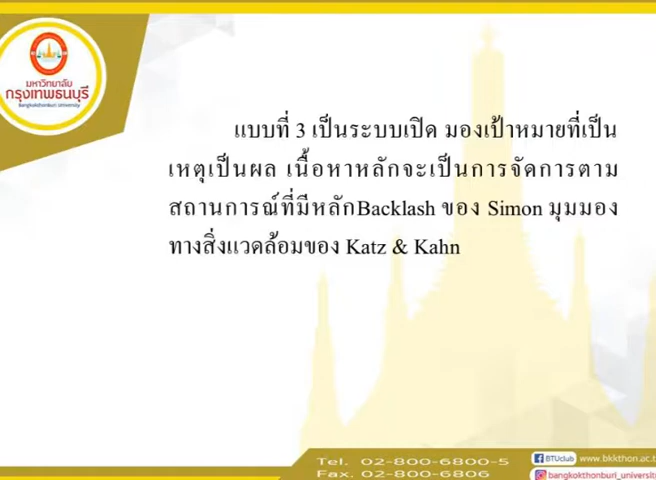 มหาวิทยาลัย
กรุงเทพธนบุรี
Bangkokthonburi University
แบบที่ 3 เป็นระบบเปิด มองเป้าหมายที่เป็น
เหตุเป็นผล เนื้อหาหลักจะเป็นการจัดการตาม
สถานการณ์ที่มีหลักBacklash ของ Simon มุมมอง
ทางสิ่งแวดล้อมของ Katz & Kahn
Tel. 02-800-6800-5
BTUclub www.bkkthon.ac.t
Fax. 02-800-6806
bangkokthonburi_university